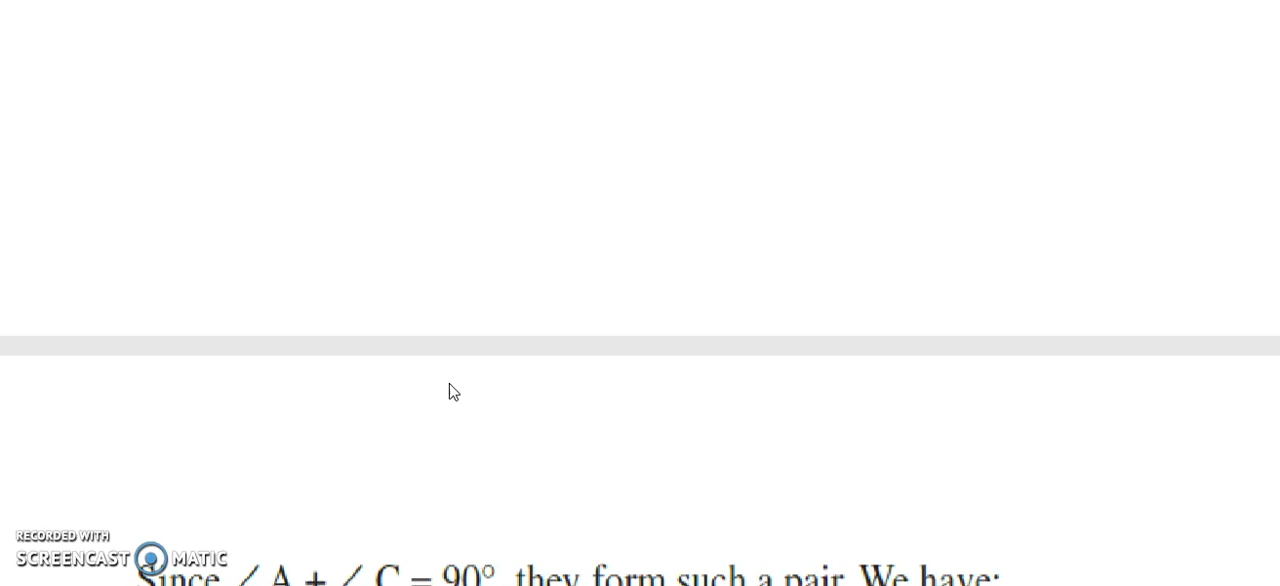 RECORDED WITH
SCREENCAST MATIC
Since ∠ A + ∠ C = 90°, they form such a pair. We have: